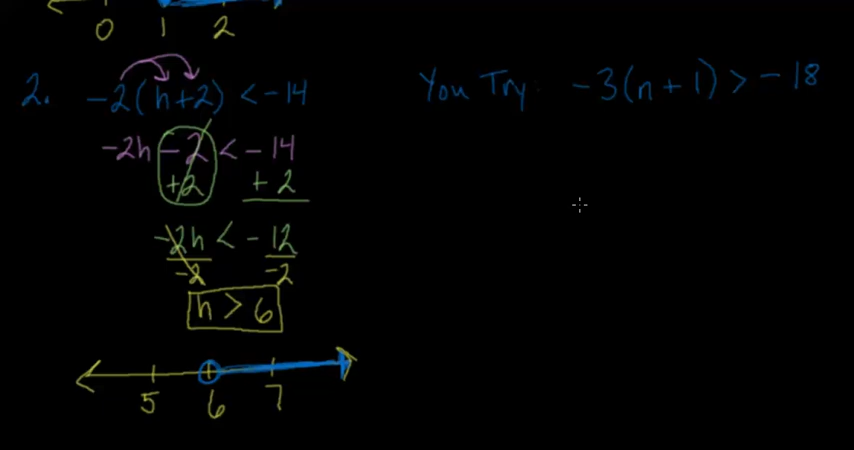 0 1 2
2. -2(h+2) < -14
-2h -2 < -14
+2 +2
-2h < -12
-2 -2
h > 6
5 6 7
You Try: -3(n+1) > -18